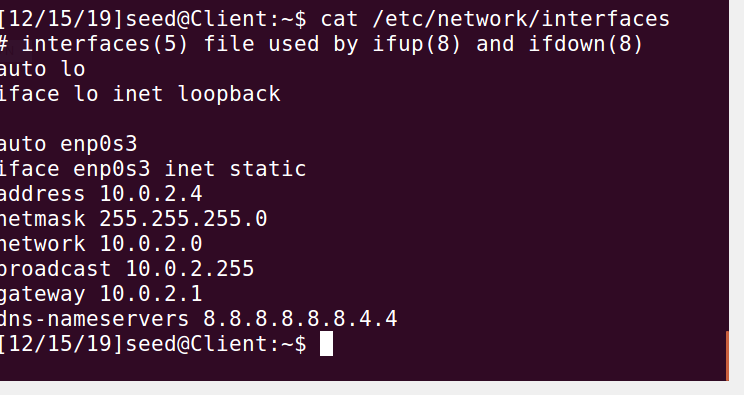 [12/15/19]seed@Client:~$ cat /etc/network/interfaces
# interfaces(5) file used by ifup(8) and ifdown(8)
auto lo
iface lo inet loopback

auto enp0s3
iface enp0s3 inet static
address 10.0.2.4
netmask 255.255.255.0
network 10.0.2.0
broadcast 10.0.2.255
gateway 10.0.2.1
dns-nameservers 8.8.8.8.8.8.4.4
[12/15/19]seed@Client:~$